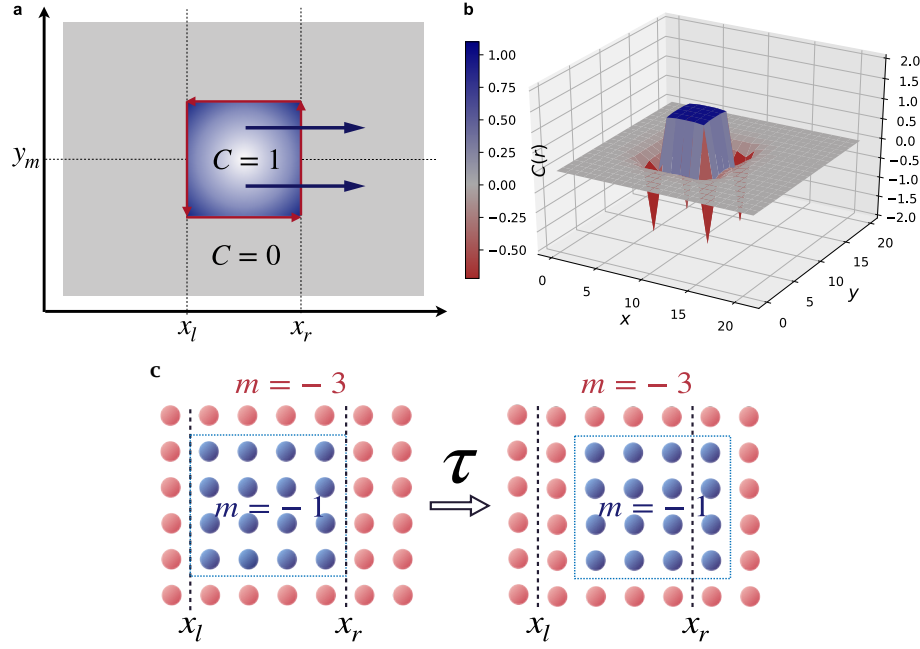 a
y_m
C = 1
C = 0
x_l
x_r
b
1.00
0.75
0.50
0.25
0.00
−0.25
−0.50
C(r)
2.0
1.5
1.0
0.5
0.0
−0.5
−1.0
−1.5
−2.0
0
5
10
15
20
x
0
5
10
15
20
y
c
m = − 3
m = − 1
x_l
x_r
τ
m = − 3
m = − 1
x_l
x_r